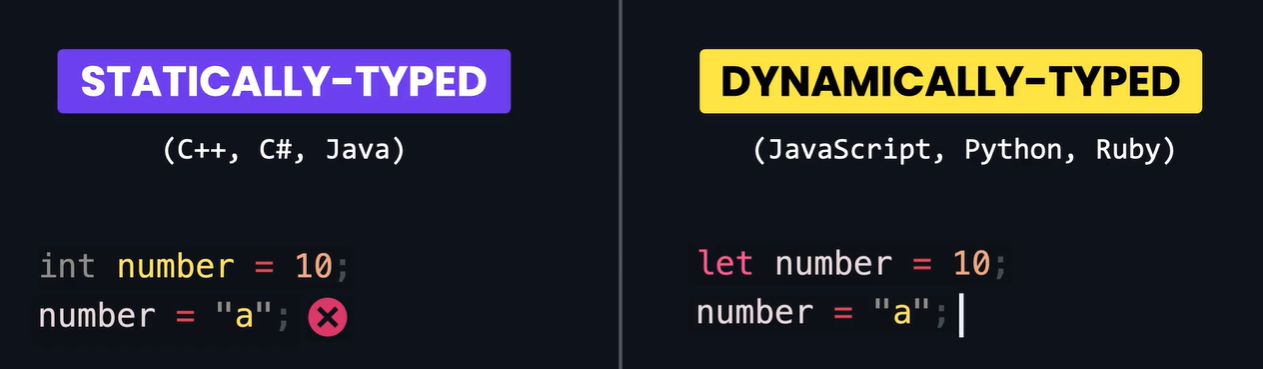 STATICALLY-TYPED
(C++, C#, Java)
int number = 10;
number = "a";
DYNAMICALLY-TYPED
(JavaScript, Python, Ruby)
let number = 10;
number = "a";